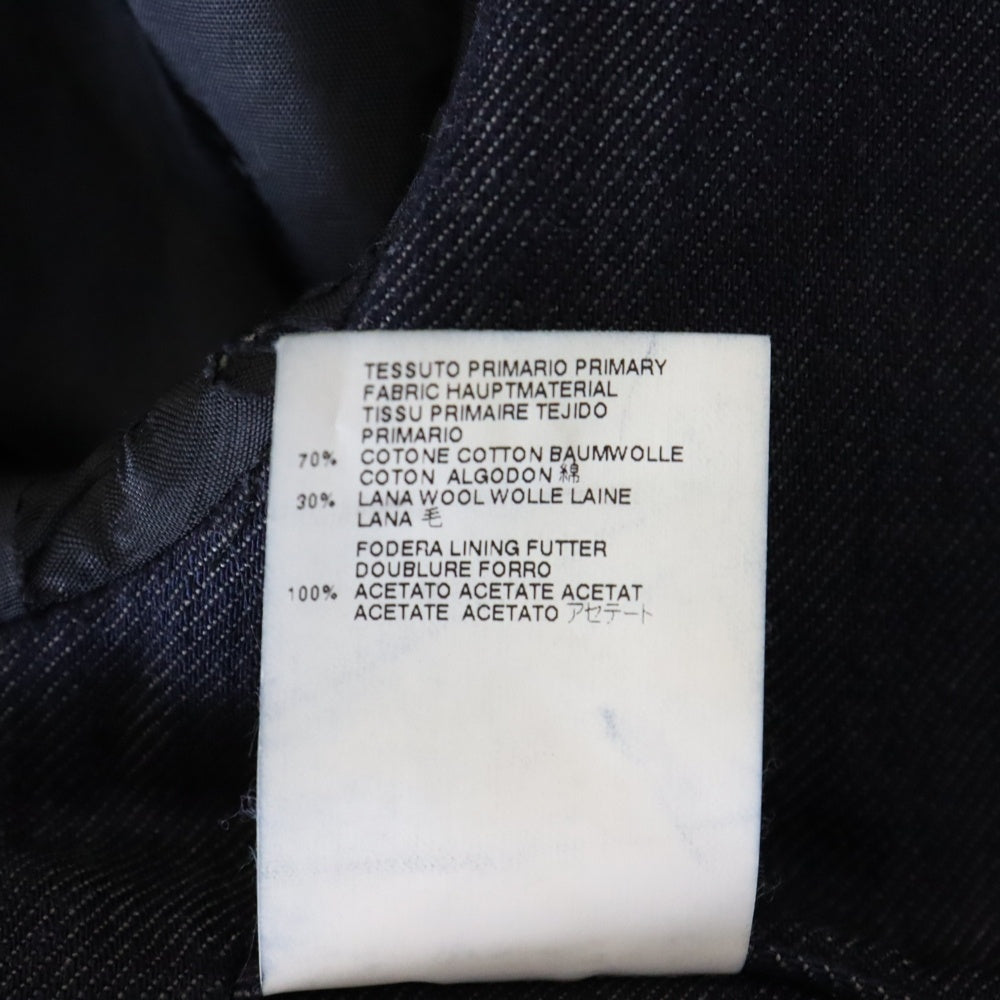 TESSUTO PRIMARIO PRIMARY
FABRIC HAUPTMATERIAL
TISSU PRIMAIRE TEJIDO
PRIMARIO
70% COTONE COTTON BAUMWOLLE
COTON ALGODON 綿
30% LANA WOOL WOLLE LAINE
LANA 毛
FODERA LINING FUTTER
DOUBLURE FORRO
100% ACETATO ACETATE ACETAT
ACETATE ACETATO アセテート